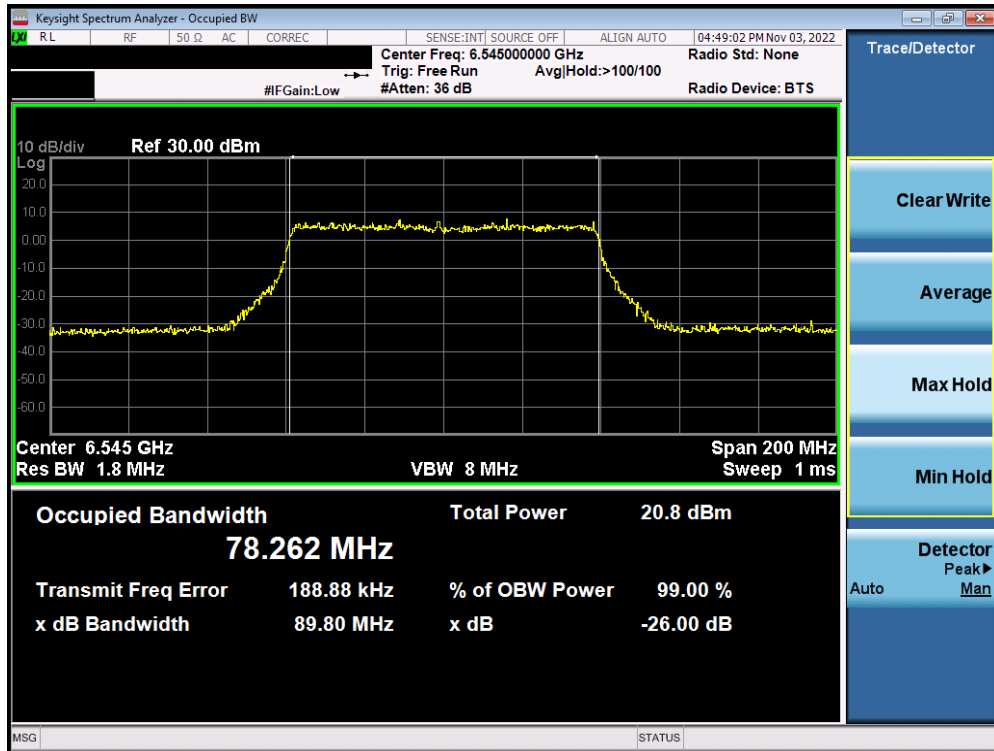 Keysight Spectrum Analyzer - Occupied BW
LXI RL RF 50 Ω AC CORREC SENSE:INT SOURCE OFF ALIGN AUTO 04:49:02 PM Nov 03, 2022
Center Freq: 6.545000000 GHz Radio Std: None
Trig: Free Run Avg|Hold:>100/100
#IFGain:Low #Atten: 36 dB Radio Device: BTS
10 dB/div Ref 30.00 dBm
Log
20.0
10.0
0.00
-10.0
-20.0
-30.0
-40.0
-50.0
-60.0
Center 6.545 GHz Span 200 MHz
Res BW 1.8 MHz VBW 8 MHz Sweep 1 ms
Occupied Bandwidth Total Power 20.8 dBm
78.262 MHz
Transmit Freq Error 188.88 kHz % of OBW Power 99.00 %
x dB Bandwidth 89.80 MHz x dB -26.00 dB
Trace/Detector
Clear Write
Average
Max Hold
Min Hold
Detector
Peak▶
Auto Man
MSG STATUS